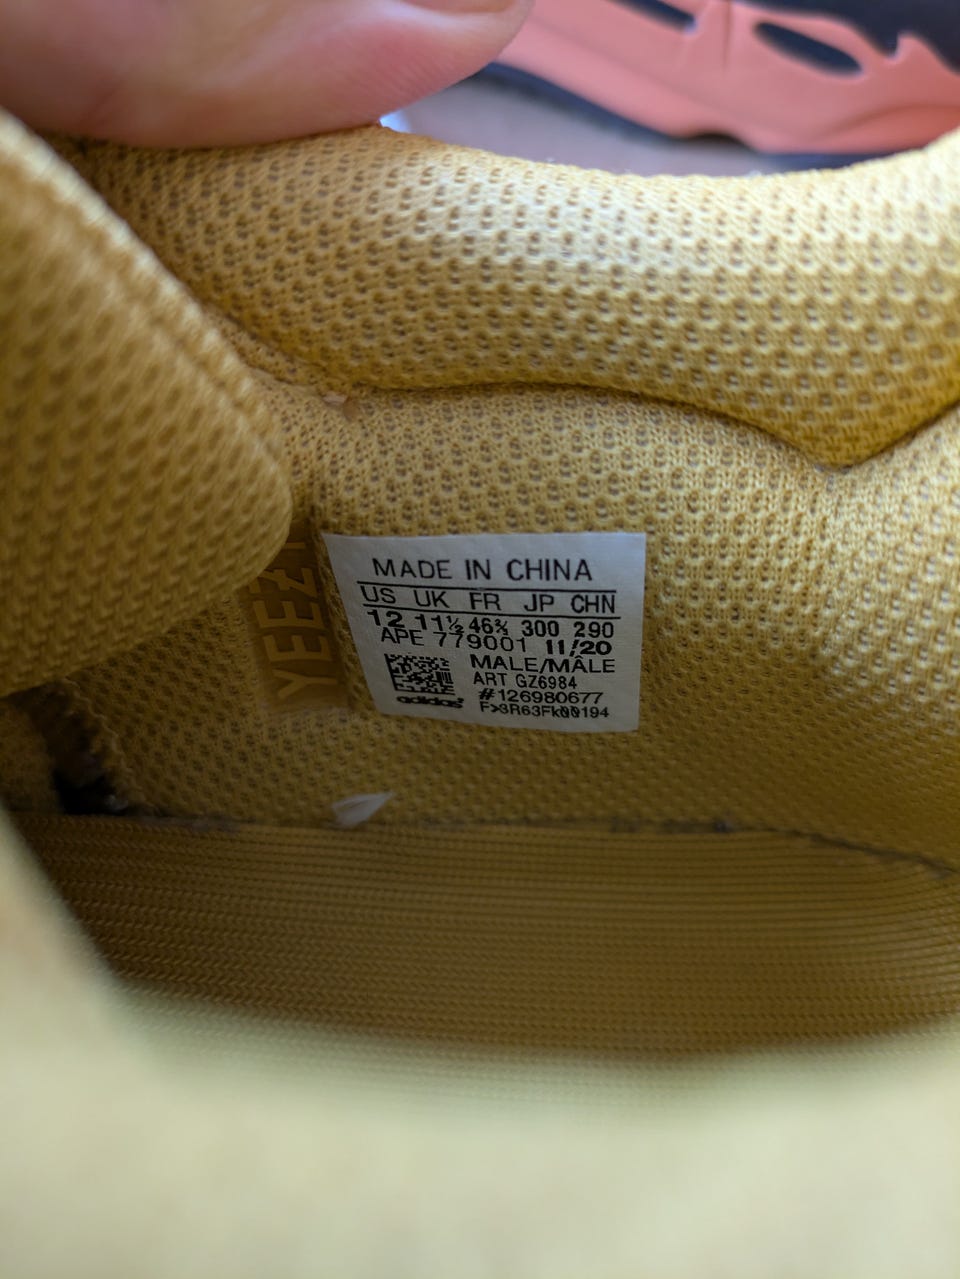 MADE IN CHINA
US UK FR JP CHN
12 11½ 46⅔ 300 290
APE 779001 11/20
MALE/MÂLE
ART GZ6984
#126980677
F>3R63Fk00194
adidas
YEEZY